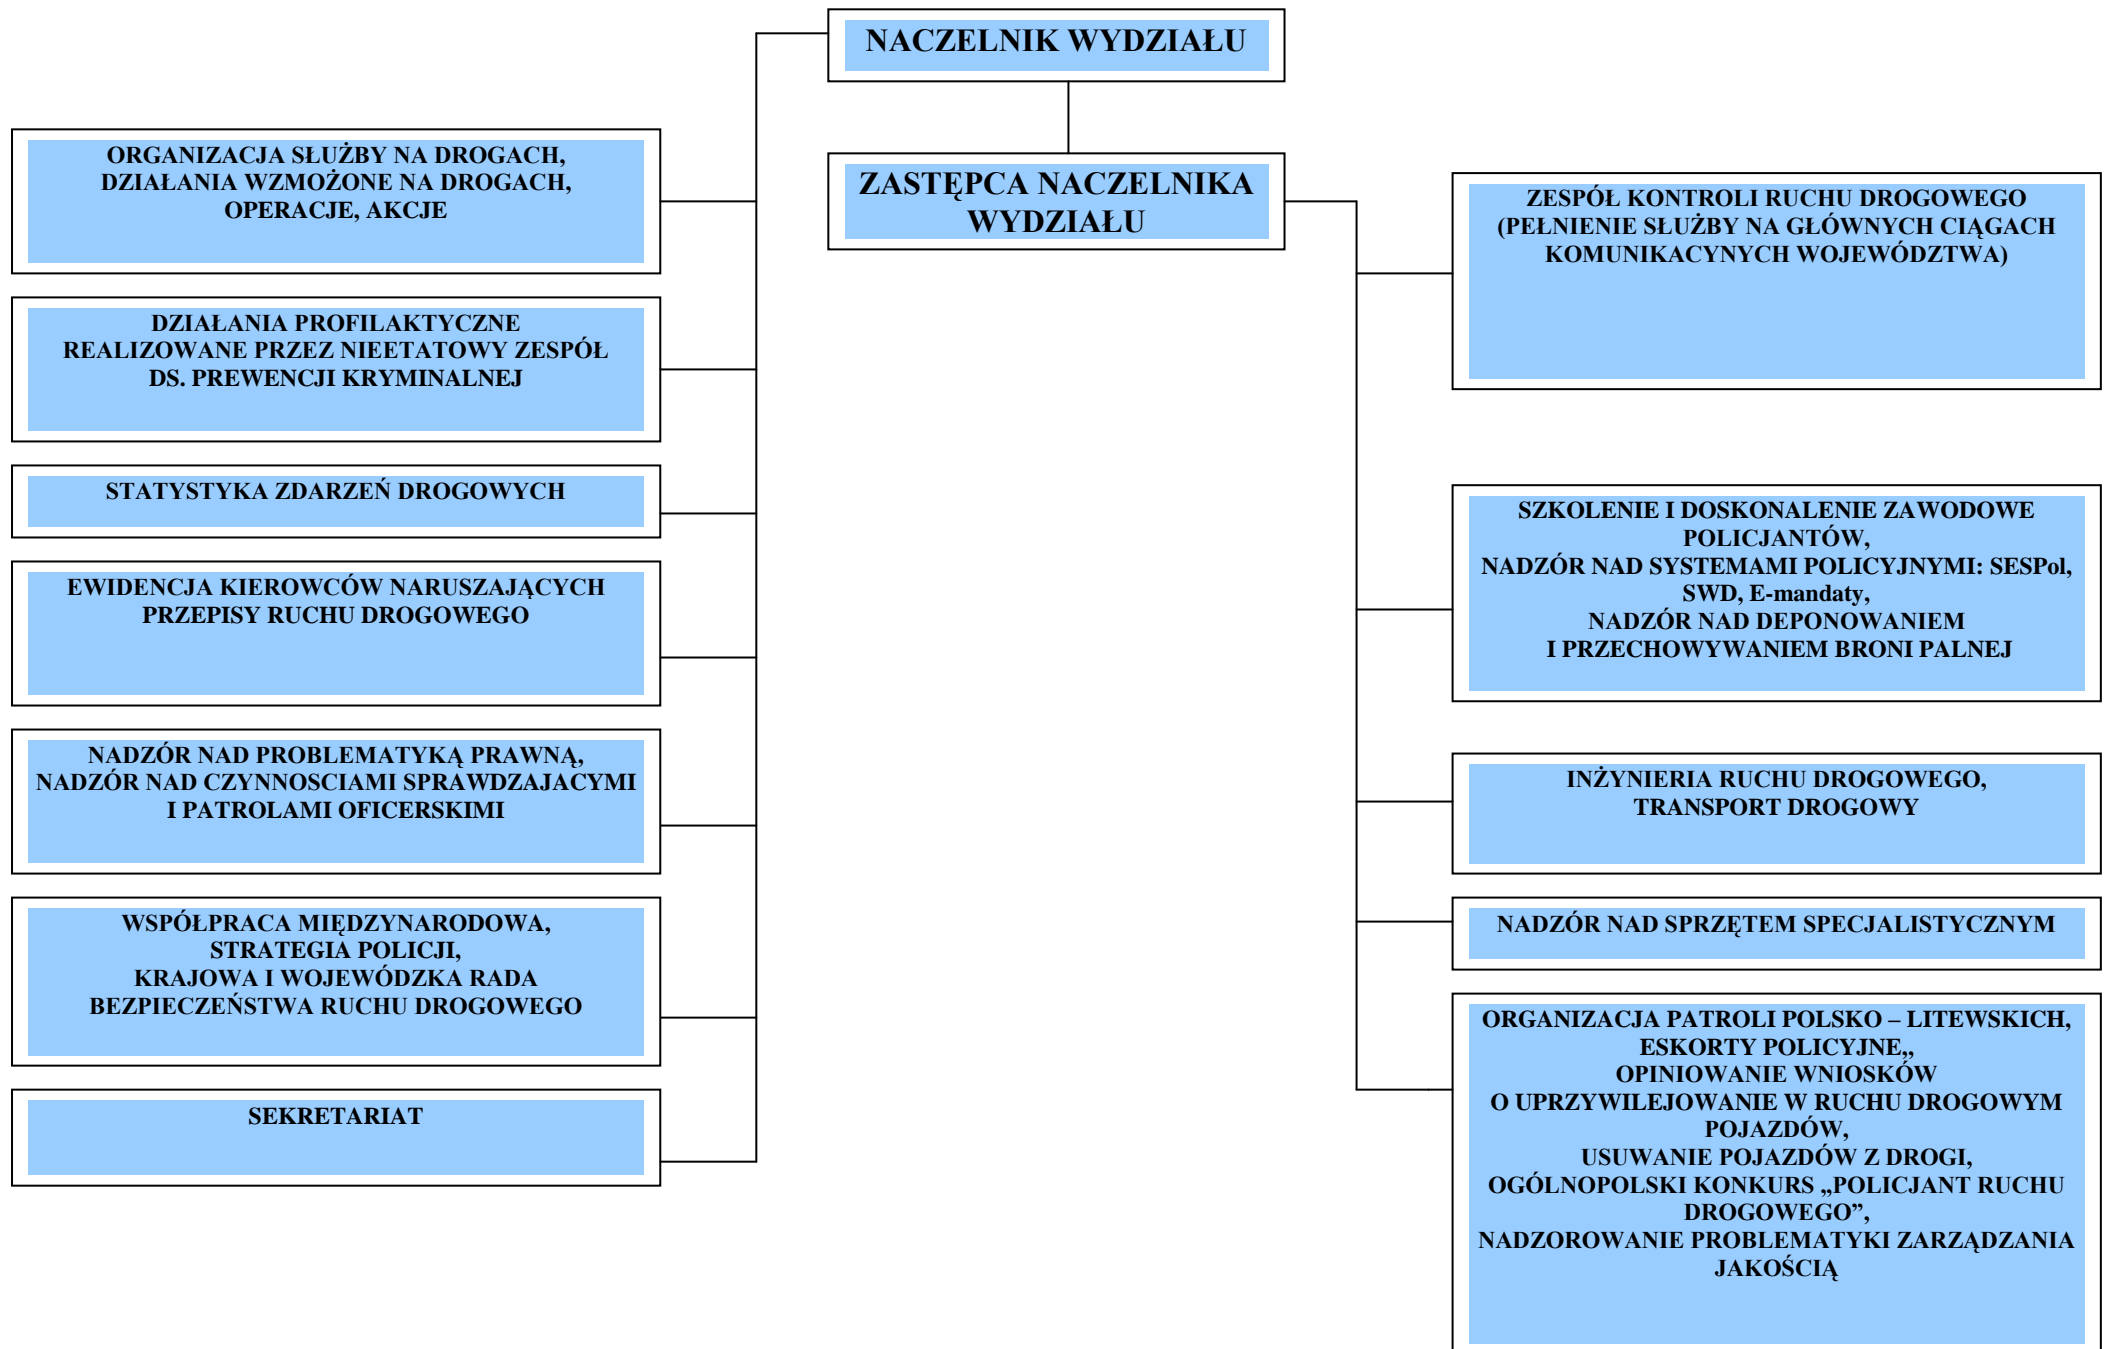 NACZELNIK WYDZIAŁU
ZASTĘPCA NACZELNIKA
WYDZIAŁU
ORGANIZACJA SŁUŻBY NA DROGACH,
DZIAŁANIA WZMOŻONE NA DROGACH,
OPERACJE, AKCJE
DZIAŁANIA PROFILAKTYCZNE
REALIZOWANE PRZEZ NIEETATOWY ZESPÓŁ
DS. PREWENCJI KRYMINALNEJ
STATYSTYKA ZDARZEŃ DROGOWYCH
EWIDENCJA KIEROWCÓW NARUSZAJĄCYCH
PRZEPISY RUCHU DROGOWEGO
NADZÓR NAD PROBLEMATYKĄ PRAWNĄ,
NADZÓR NAD CZYNNOSCIAMI SPRAWDZAJACYMI
I PATROLAMI OFICERSKIMI
WSPÓŁPRACA MIĘDZYNARODOWA,
STRATEGIA POLICJI,
KRAJOWA I WOJEWÓDZKA RADA
BEZPIECZEŃSTWA RUCHU DROGOWEGO
SEKRETARIAT
ZESPÓŁ KONTROLI RUCHU DROGOWEGO
(PEŁNIENIE SŁUŻBY NA GŁÓWNYCH CIĄGACH
KOMUNIKACYNYCH WOJEWÓDZTWA)
SZKOLENIE I DOSKONALENIE ZAWODOWE
POLICJANTÓW,
NADZÓR NAD SYSTEMAMI POLICYJNYMI: SESPol,
SWD, E-mandaty,
NADZÓR NAD DEPONOWANIEM
I PRZECHOWYWANIEM BRONI PALNEJ
INŻYNIERIA RUCHU DROGOWEGO,
TRANSPORT DROGOWY
NADZÓR NAD SPRZĘTEM SPECJALISTYCZNYM
ORGANIZACJA PATROLI POLSKO – LITEWSKICH,
ESKORTY POLICYJNE,,
OPINIOWANIE WNIOSKÓW
O UPRZYWILEJOWANIE W RUCHU DROGOWYM
POJAZDÓW,
USUWANIE POJAZDÓW Z DROGI,
OGÓLNOPOLSKI KONKURS „POLICJANT RUCHU
DROGOWEGO”,
NADZOROWANIE PROBLEMATYKI ZARZĄDZANIA
JAKOŚCIĄ